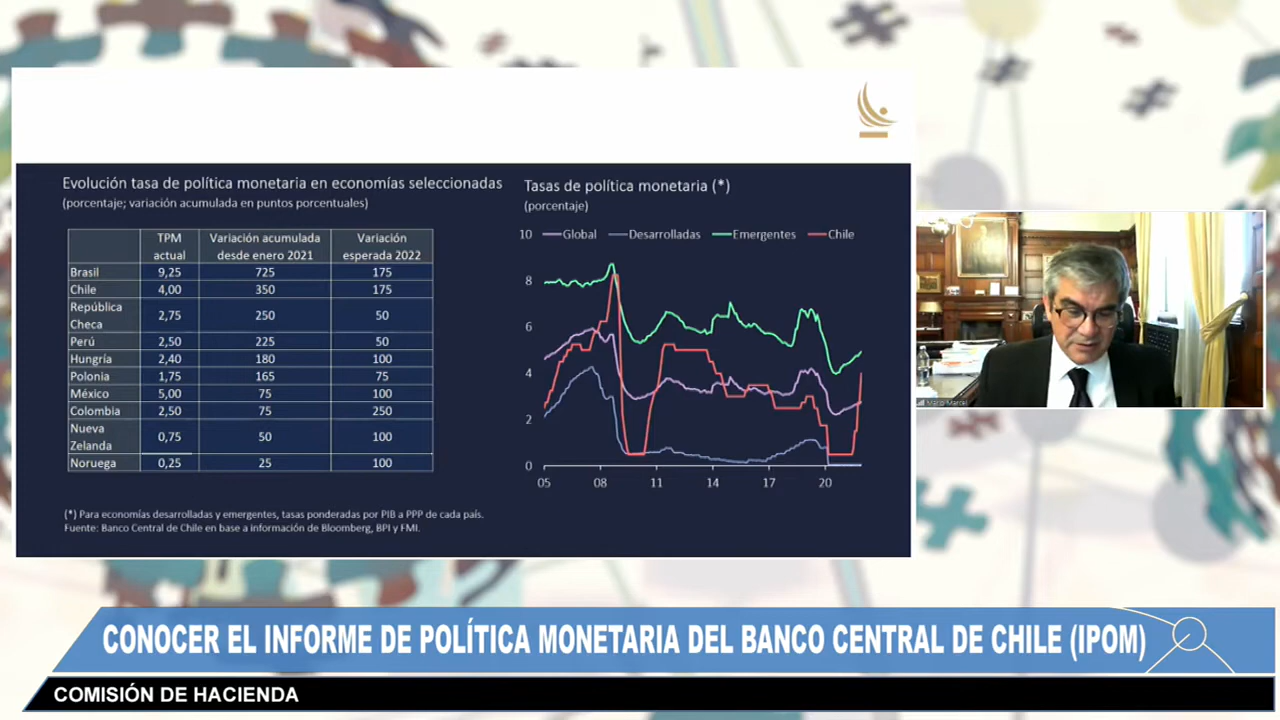 Evolución tasa de política monetaria en economías seleccionadas
(porcentaje; variación acumulada en puntos porcentuales)
TPM actual
Variación acumulada desde enero 2021
Variación esperada 2022
Brasil 9,25 725 175
Chile 4,00 350 175
República Checa 2,75 250 50
Perú 2,50 225 50
Hungría 2,40 180 100
Polonia 1,75 165 75
México 5,00 75 100
Colombia 2,50 75 250
Nueva Zelanda 0,75 50 100
Noruega 0,25 25 100
(*) Para economías desarrolladas y emergentes, tasas ponderadas por PIB a PPP de cada país.
Fuente: Banco Central de Chile en base a información de Bloomberg, BPI y FMI.
Tasas de política monetaria (*)
(porcentaje)
Global Desarrolladas Emergentes Chile
10
8
6
4
2
0
05 08 11 14 17 20
Mario Marcel
CONOCER EL INFORME DE POLÍTICA MONETARIA DEL BANCO CENTRAL DE CHILE (IPOM)
COMISIÓN DE HACIENDA